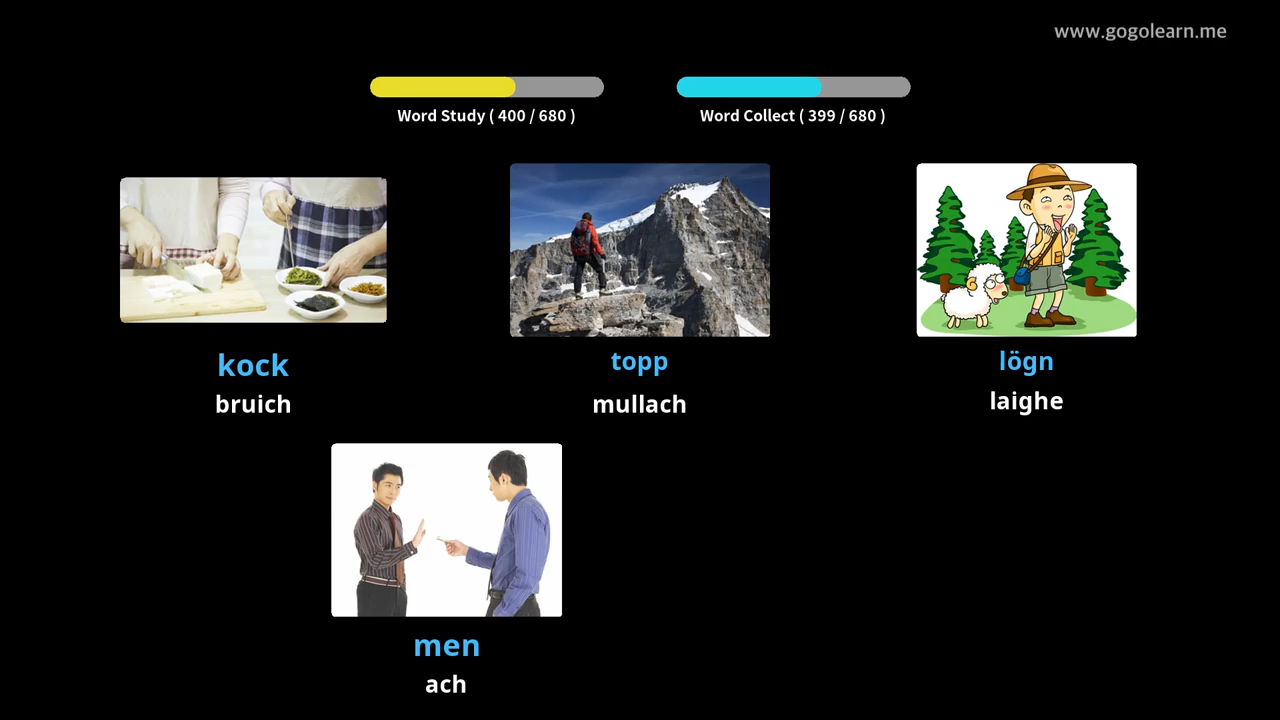 www.gogolearn.me
Word Study ( 400 / 680 )
Word Collect ( 399 / 680 )
kock
bruich
topp
mullach
lögn
laighe
men
ach